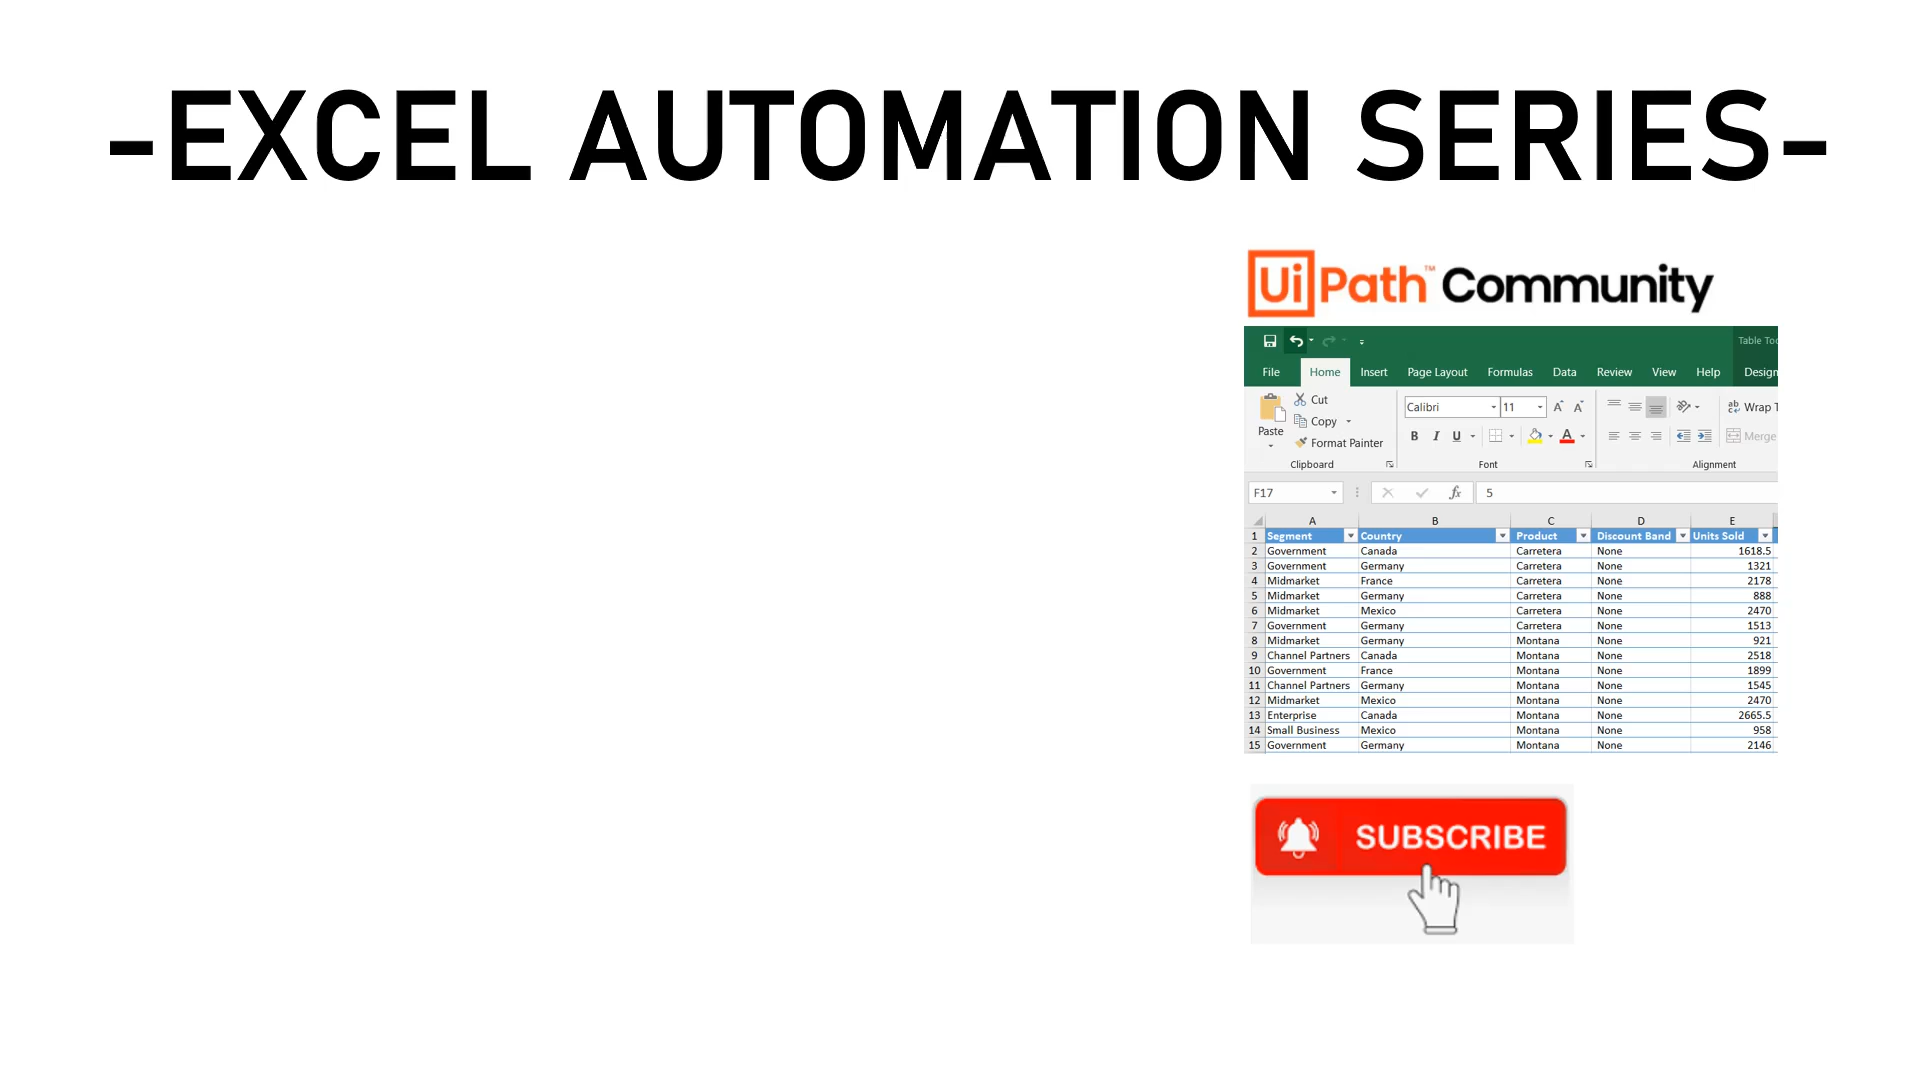 -EXCEL AUTOMATION SERIES-
UiPath™ Community
Table Too
File Home Insert Page Layout Formulas Data Review View Help Design
Cut
Calibri 11 A A ab Wrap T
Paste Copy
Format Painter B I U A Merge
Clipboard Font Alignment
F17 fx 5
A B C D E
1 Segment Country Product Discount Band Units Sold
2 Government Canada Carretera None 1618.5
3 Government Germany Carretera None 1321
4 Midmarket France Carretera None 2178
5 Midmarket Germany Carretera None 888
6 Midmarket Mexico Carretera None 2470
7 Government Germany Carretera None 1513
8 Midmarket Germany Montana None 921
9 Channel Partners Canada Montana None 2518
10 Government France Montana None 1899
11 Channel Partners Germany Montana None 1545
12 Midmarket Mexico Montana None 2470
13 Enterprise Canada Montana None 2665.5
14 Small Business Mexico Montana None 958
15 Government Germany Montana None 2146
SUBSCRIBE